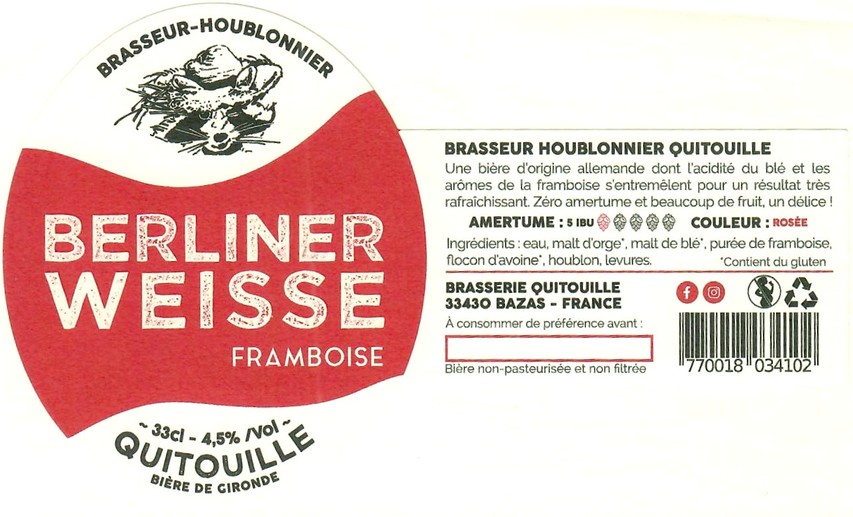 BRASSEUR-HOUBLONNIER
BERLINER
WEISSE
FRAMBOISE
~ 33cl - 4,5% /Vol ~
QUITOUILLE
BIÈRE DE GIRONDE
BRASSEUR HOUBLONNIER QUITOUILLE
Une bière d'origine allemande dont l'acidité du blé et les
arômes de la framboise s'entremêlent pour un résultat très
rafraîchissant. Zéro amertume et beaucoup de fruit, un délice !
AMERTUME : 5 IBU COULEUR : ROSÉE
Ingrédients : eau, malt d'orge*, malt de blé*, purée de framboise,
flocon d'avoine*, houblon, levures. *Contient du gluten
BRASSERIE QUITOUILLE
33430 BAZAS - FRANCE
À consommer de préférence avant :
Bière non-pasteurisée et non filtrée
770018 034102